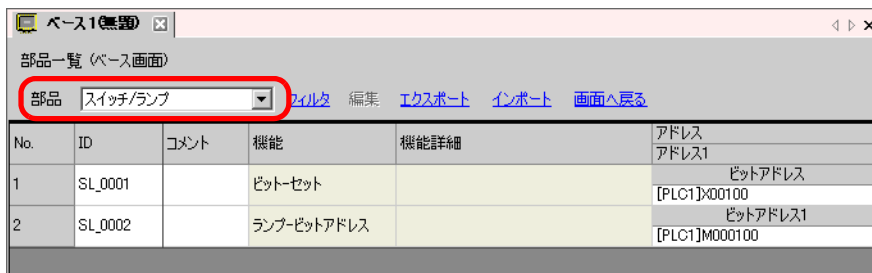 ベース1(無題)
部品一覧 (ベース画面)
部品 スイッチ/ランプ フィルタ 編集 エクスポート インポート 画面へ戻る
No. ID コメント 機能 機能詳細 アドレス
アドレス1
1 SL_0001 ビット-セット ビットアドレス
[PLC1]X00100
2 SL_0002 ランプ-ビットアドレス ビットアドレス1
[PLC1]M000100